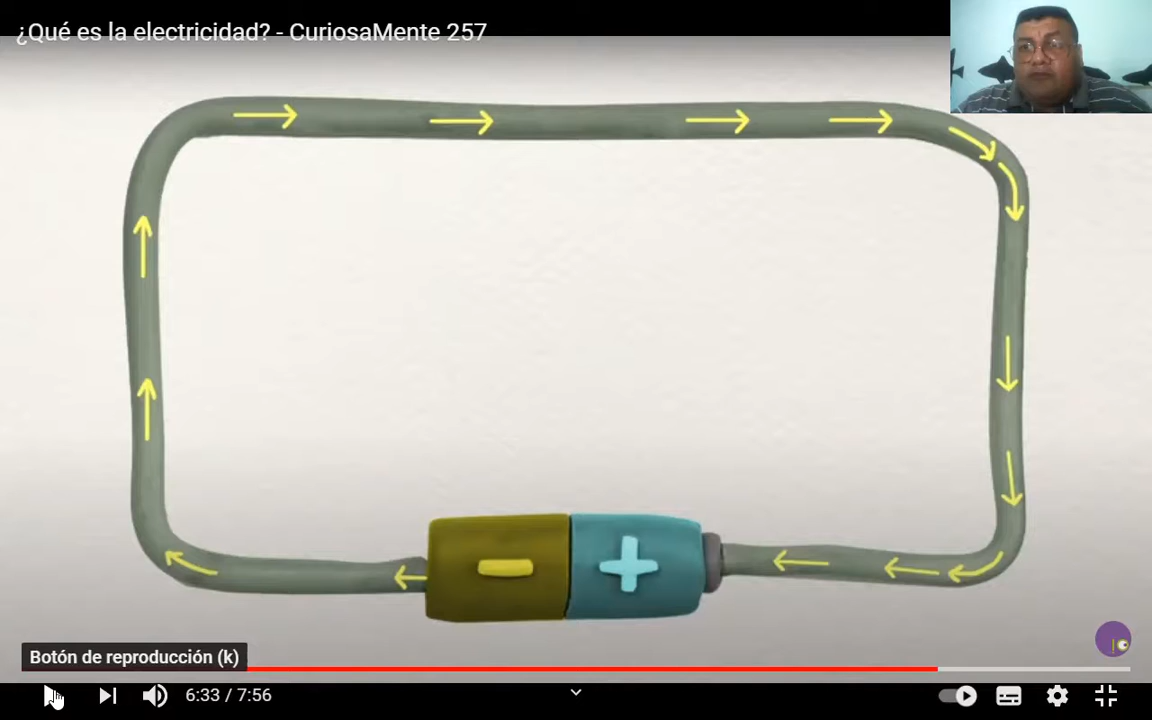 ¿Qué es la electricidad? - CuriosaMente 257
Botón de reproducción (k)
6:33 / 7:56